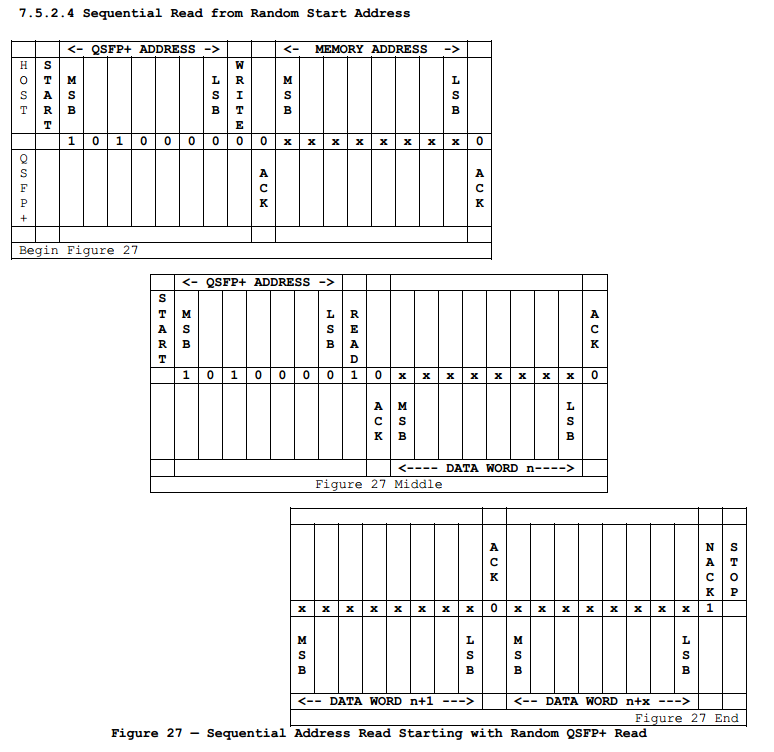 7.5.2.4 Sequential Read from Random Start Address
<- QSFP+ ADDRESS -> <- MEMORY ADDRESS ->
HOST START MSB LSB WRITE MSB LSB
1 0 1 0 0 0 0 0 0 x x x x x x x x 0
QSFP+ ACK ACK
Begin Figure 27
<- QSFP+ ADDRESS ->
START MSB LSB READ ACK
1 0 1 0 0 0 0 1 0 x x x x x x x x 0
ACK MSB LSB
<---- DATA WORD n---->
Figure 27 Middle
ACK NACK STOP
x x x x x x x x 0 x x x x x x x x 1
MSB LSB MSB LSB
<-- DATA WORD n+1 ---> <-- DATA WORD n+x --->
Figure 27 End
Figure 27 — Sequential Address Read Starting with Random QSFP+ Read